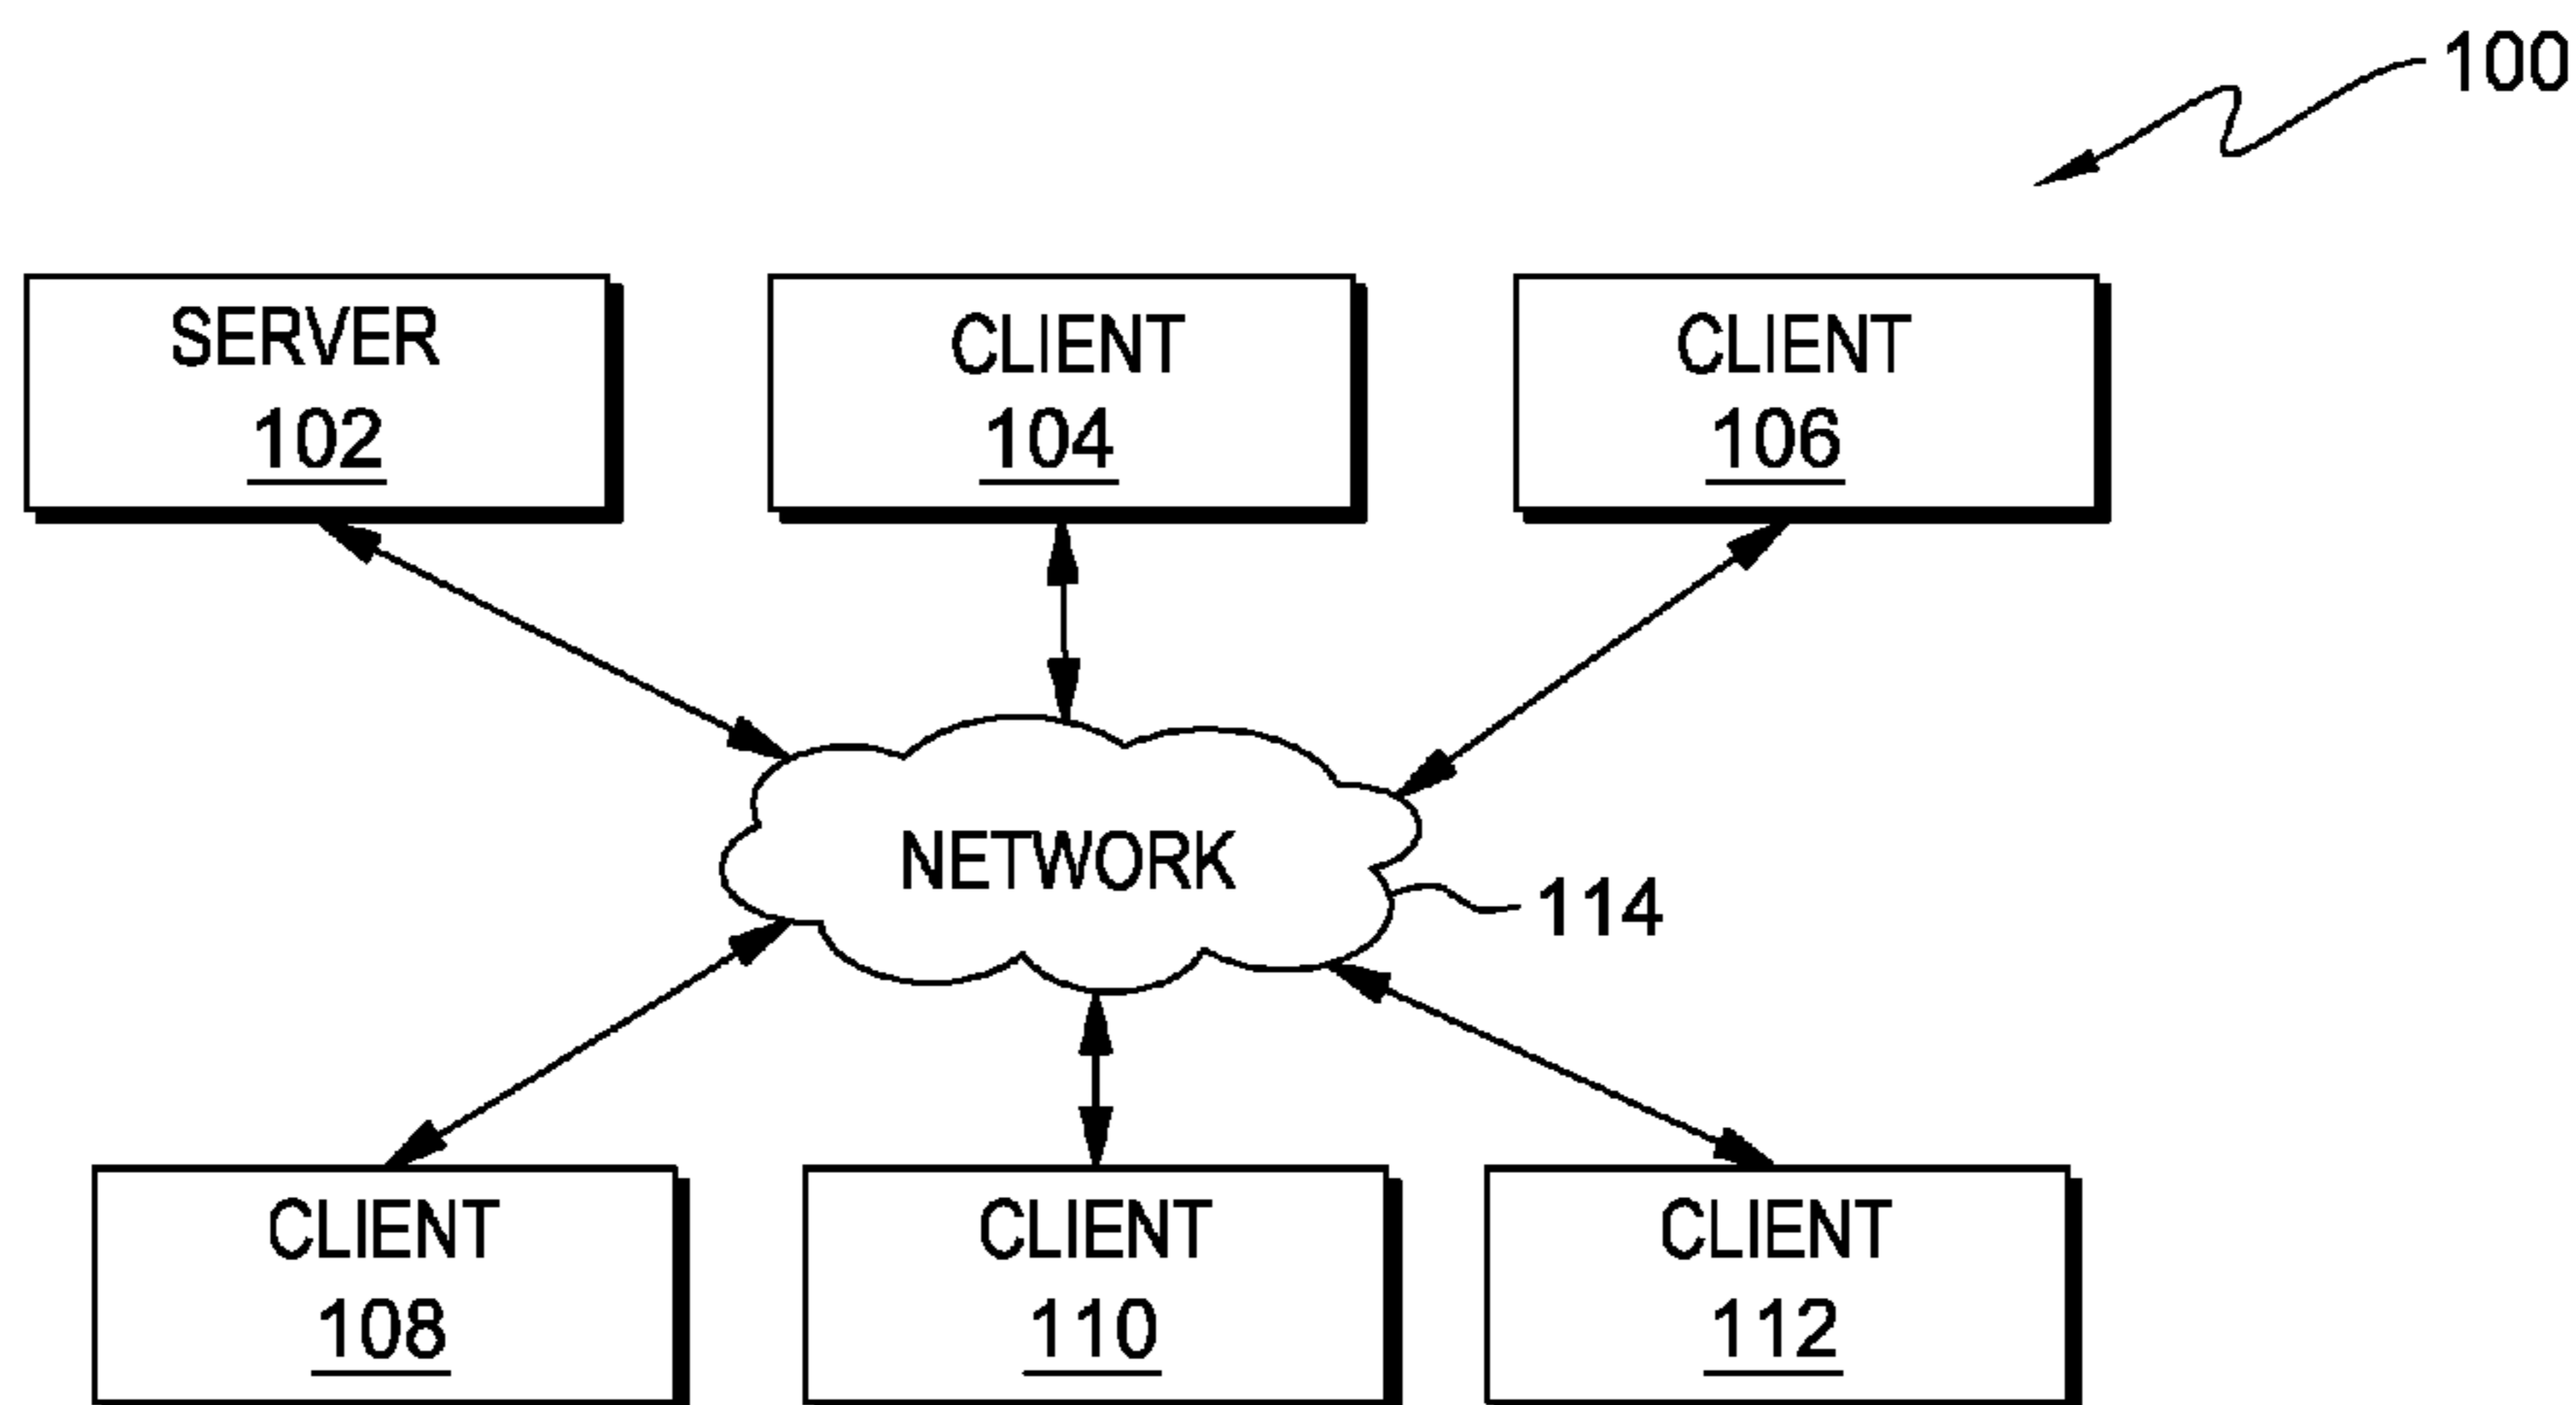 100
SERVER
102
CLIENT
104
CLIENT
106
NETWORK
114
CLIENT
108
CLIENT
110
CLIENT
112